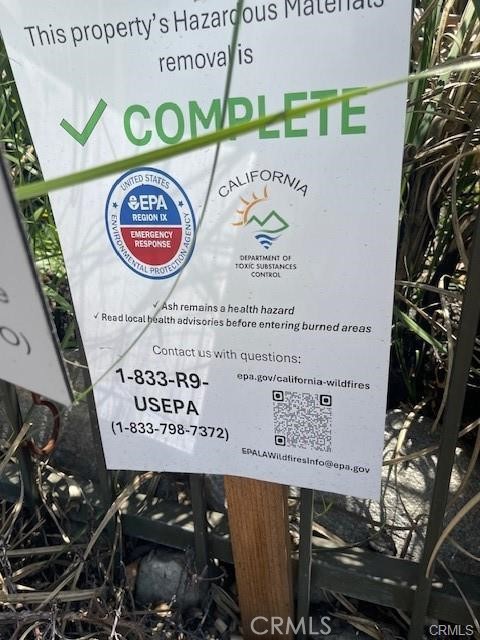 This property's Hazardous Materials
removal is
✓ COMPLETE
UNITED STATES
EPA
REGION IX
EMERGENCY
RESPONSE
ENVIRONMENTAL PROTECTION AGENCY
CALIFORNIA
DEPARTMENT OF
TOXIC SUBSTANCES
CONTROL
✓ Ash remains a health hazard
✓ Read local health advisories before entering burned areas
Contact us with questions:
1-833-R9-
USEPA
(1-833-798-7372)
epa.gov/california-wildfires
EPALAWildfiresInfo@epa.gov
CRMLS
CRMLS
CRMLS